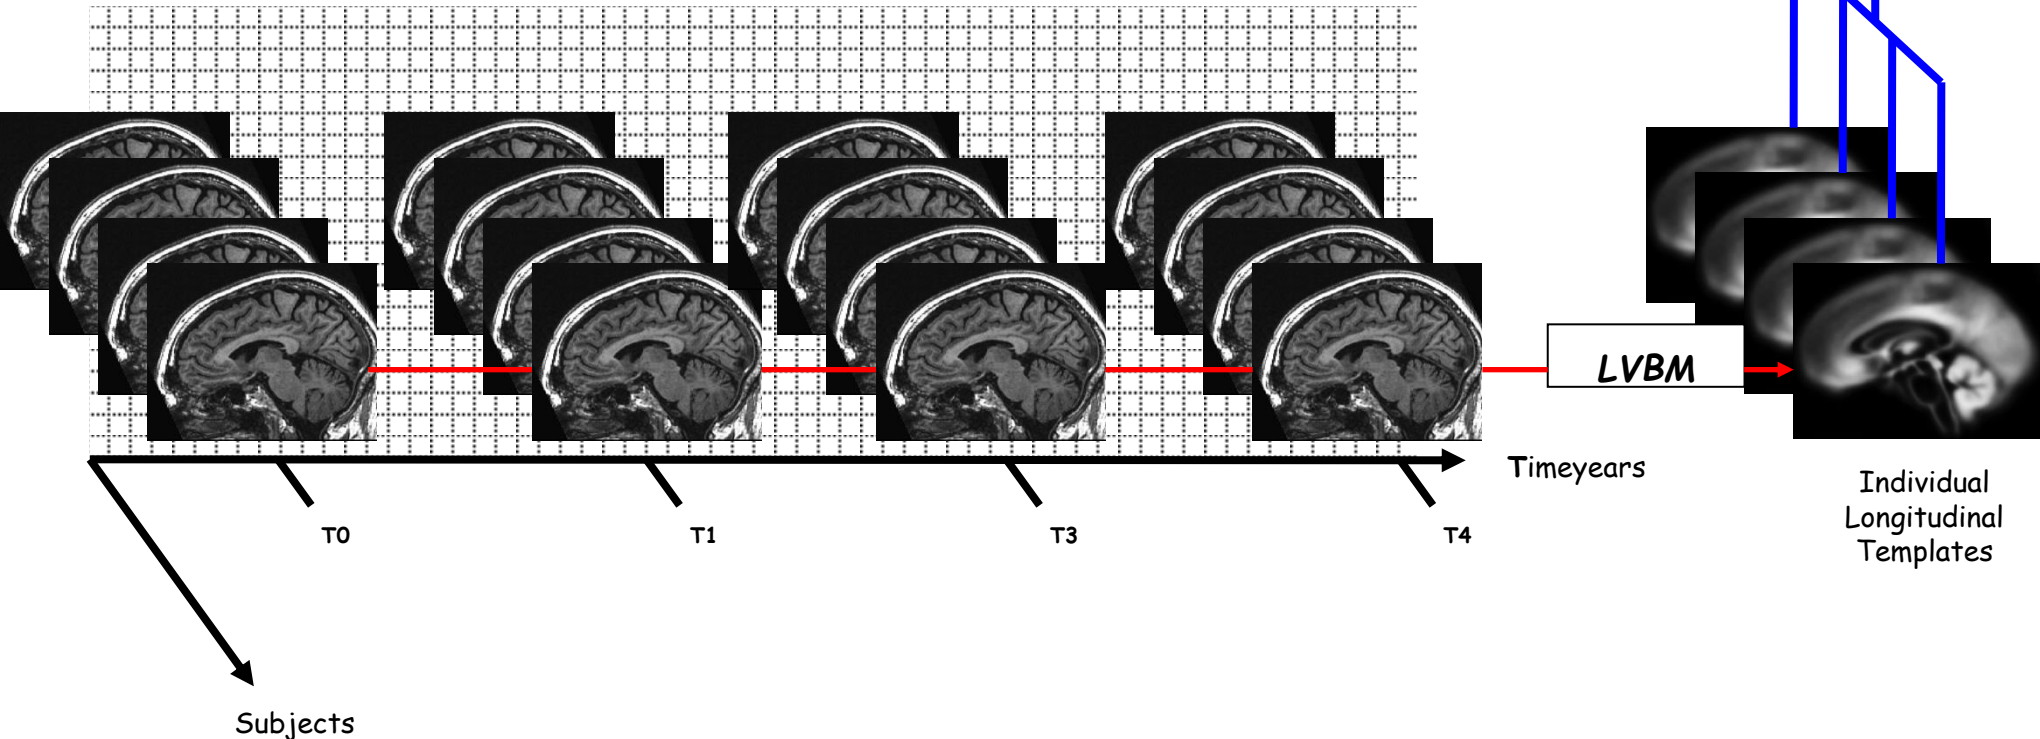 LVBM
Timeyears
Individual
Longitudinal
Templates
T0
T1
T3
T4
Subjects